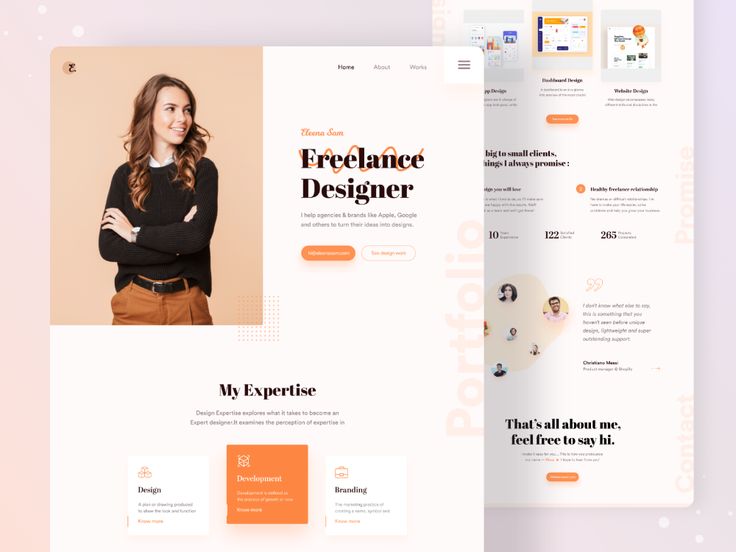 Home
About
Works
Eleena Sam
Freelance
Designer
I help agencies & brands like Apple, Google
and others to turn their ideas into designs.
See design work
My Expertise
Design Expertise explores what it takes to become an
Expert designer.It examines the perception of expertise in
Design
A plan or drawing produced
to show the look and function
Know more
Development
Development is defined as
the process of growth or new
Know more
Branding
The marketing practice of
creating a name, symbol and
Know more
Portfolio
Design
Dashboard Design
Website Design
big to small clients,
things I always promise :
sign you will love
Healthy freelance relationship
10
Years
Experience
122
Satisfied
Clients
265
Projects
Completed
Promise
I don't know what else to say,
this is something that you
haven't seen before unique
design, lightweight and super
outstanding support.
Christiano Messi
Product manager @ Shopify
That's all about me,
feel free to say hi.
Contact